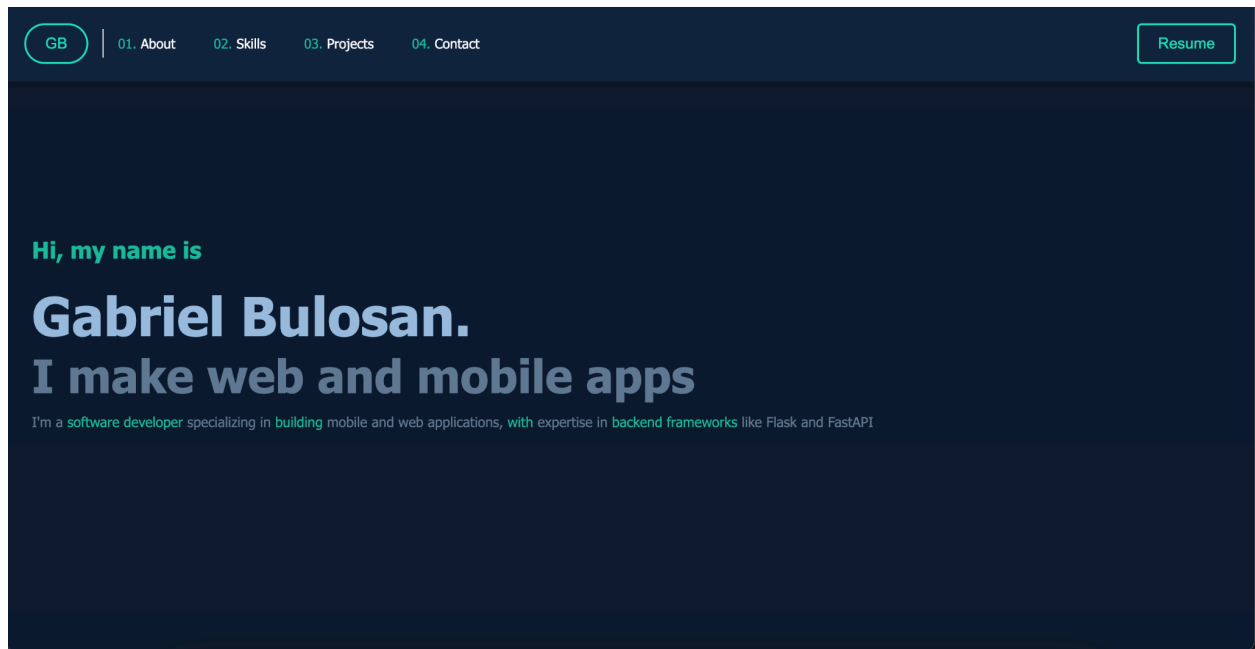 GB
01. About
02. Skills
03. Projects
04. Contact
Resume
Hi, my name is
Gabriel Bulosan.
I make web and mobile apps
I'm a software developer specializing in building mobile and web applications, with expertise in backend frameworks like Flask and FastAPI